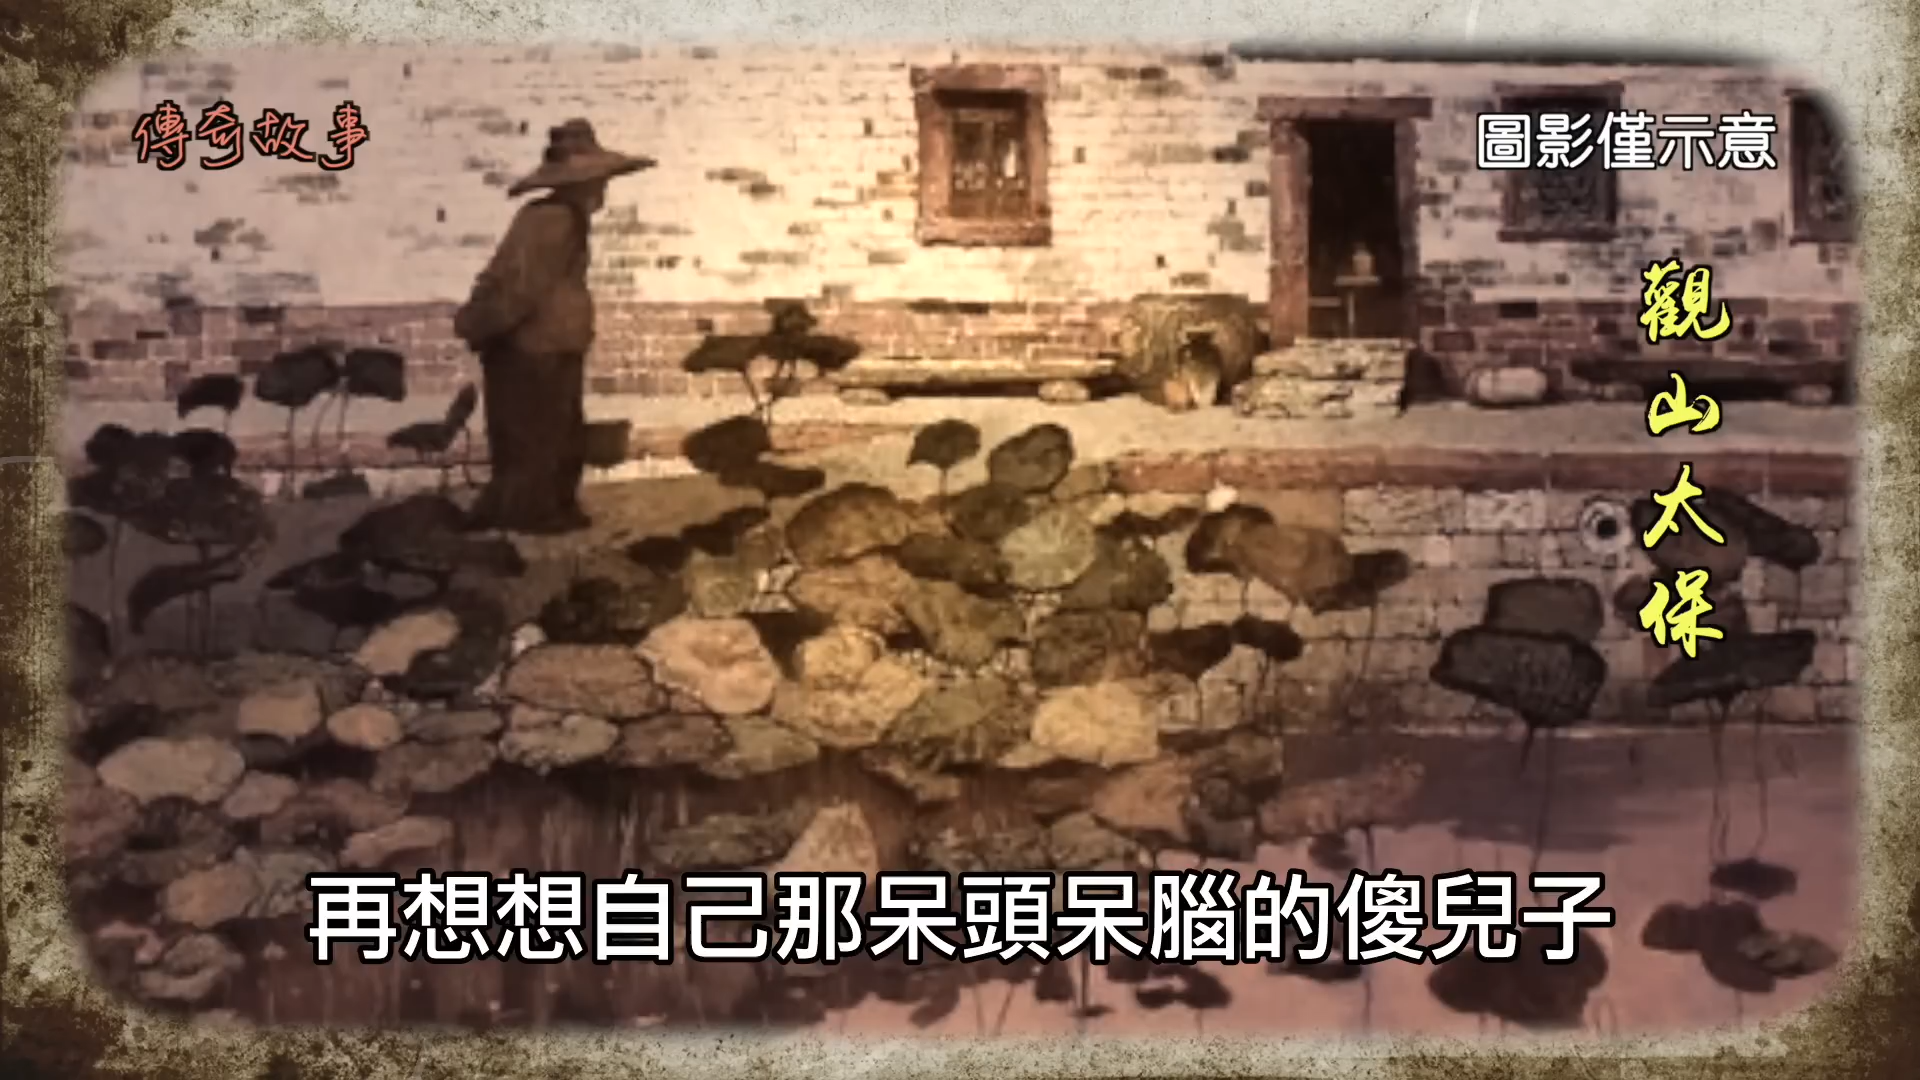 傳奇故事
圖影僅示意
觀山太保
再想想自己那呆頭呆腦的傻兒子